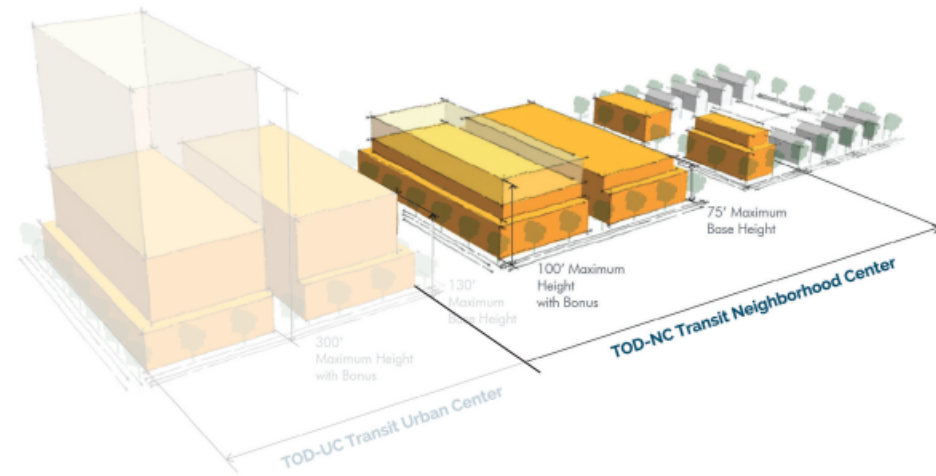 75' Maximum
Base Height
100' Maximum
Height
with Bonus
130'
Maximum
Base Height
300'
Maximum Height
with Bonus
TOD-NC Transit Neighborhood Center
TOD-UC Transit Urban Center